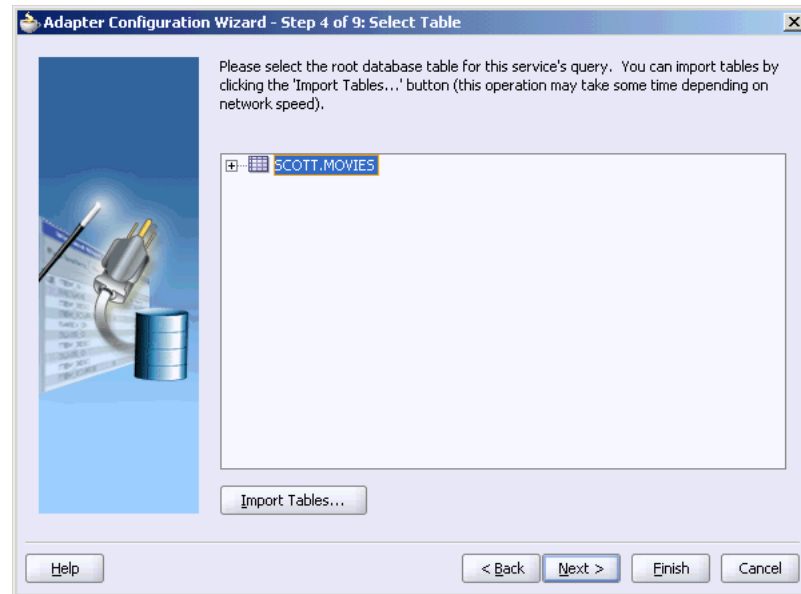 Adapter Configuration Wizard - Step 4 of 9: Select Table
Please select the root database table for this service's query. You can import tables by
clicking the 'Import Tables...' button (this operation may take some time depending on
network speed).
SCOTT.MOVIES
Import Tables...
Help
< Back
Next >
Finish
Cancel